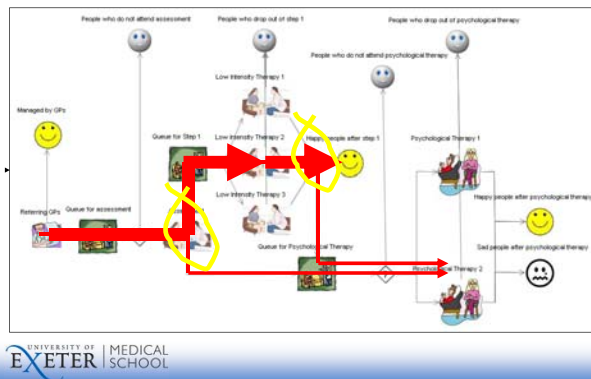 People who do not attend assessment
People who drop out of step 1
People who drop out of psychological therapy
People who do not attend psychological therapy
Low Intensity Therapy 1
Managed by GPs
Queue for Step 1
Low Intensity Therapy 2
Happy people after step 1
Psychological Therapy 1
Low Intensity Therapy 3
Happy people after psychological therapy
Referring GPs
Queue for assessment
Queue for Psychological Therapy
Sad people after psychological therapy
Psychological Therapy 2
UNIVERSITY OF
EXETER
MEDICAL
SCHOOL